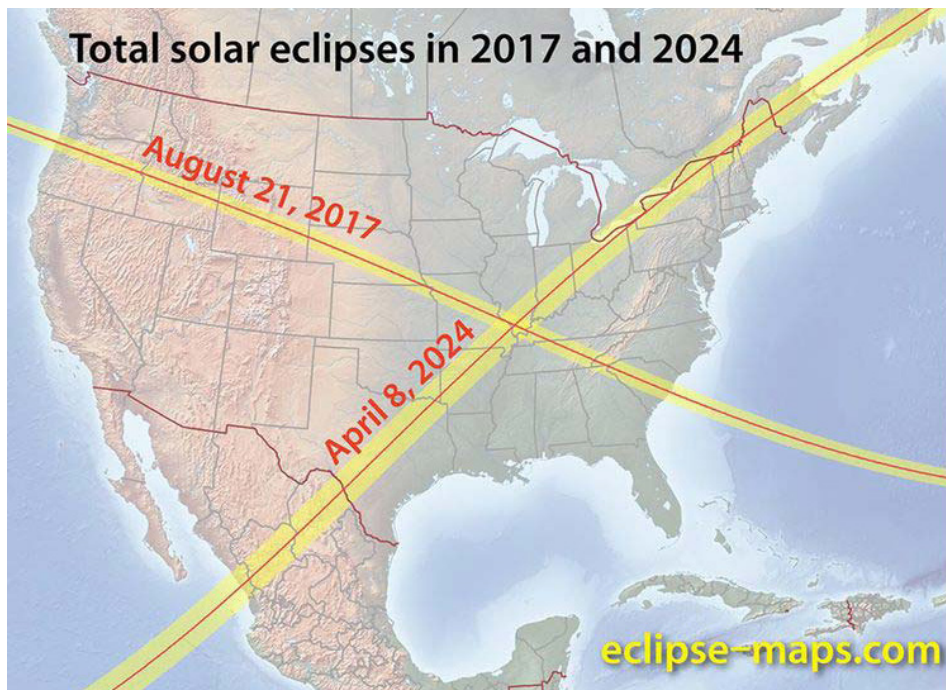 Total solar eclipses in 2017 and 2024
August 21, 2017
April 8, 2024
eclipse-maps.com